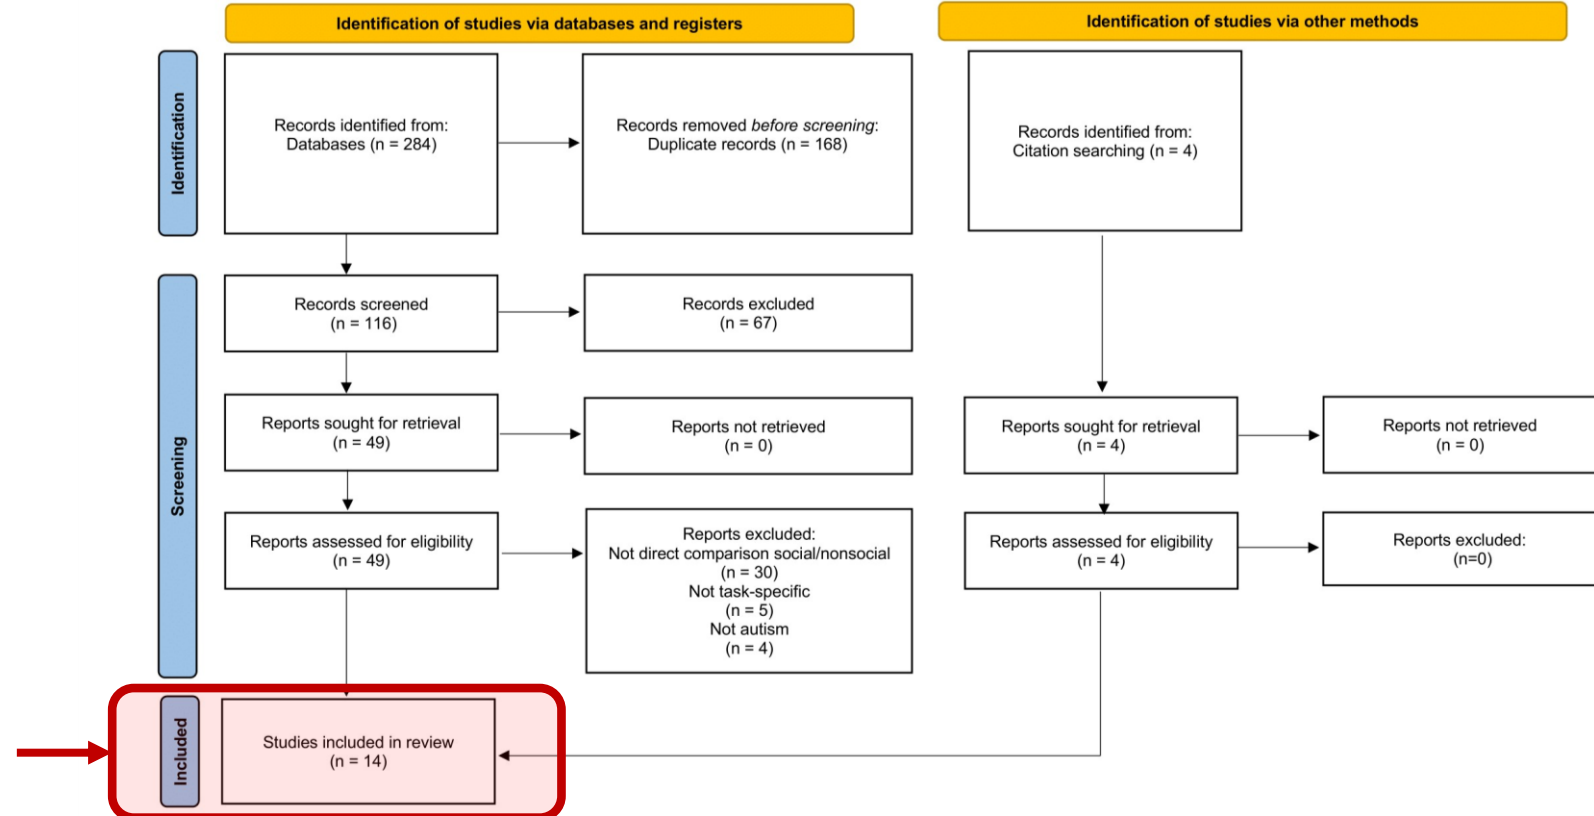 Identification of studies via databases and registers
Identification of studies via other methods
Identification
Records identified from:
Databases (n = 284)
Records removed before screening:
Duplicate records (n = 168)
Records identified from:
Citation searching (n = 4)
Screening
Records screened
(n = 116)
Records excluded
(n = 67)
Reports sought for retrieval
(n = 49)
Reports not retrieved
(n = 0)
Reports sought for retrieval
(n = 4)
Reports not retrieved
(n = 0)
Reports assessed for eligibility
(n = 49)
Reports excluded:
Not direct comparison social/nonsocial
(n = 30)
Not task-specific
(n = 5)
Not autism
(n = 4)
Reports assessed for eligibility
(n = 4)
Reports excluded:
(n=0)
Included
Studies included in review
(n = 14)